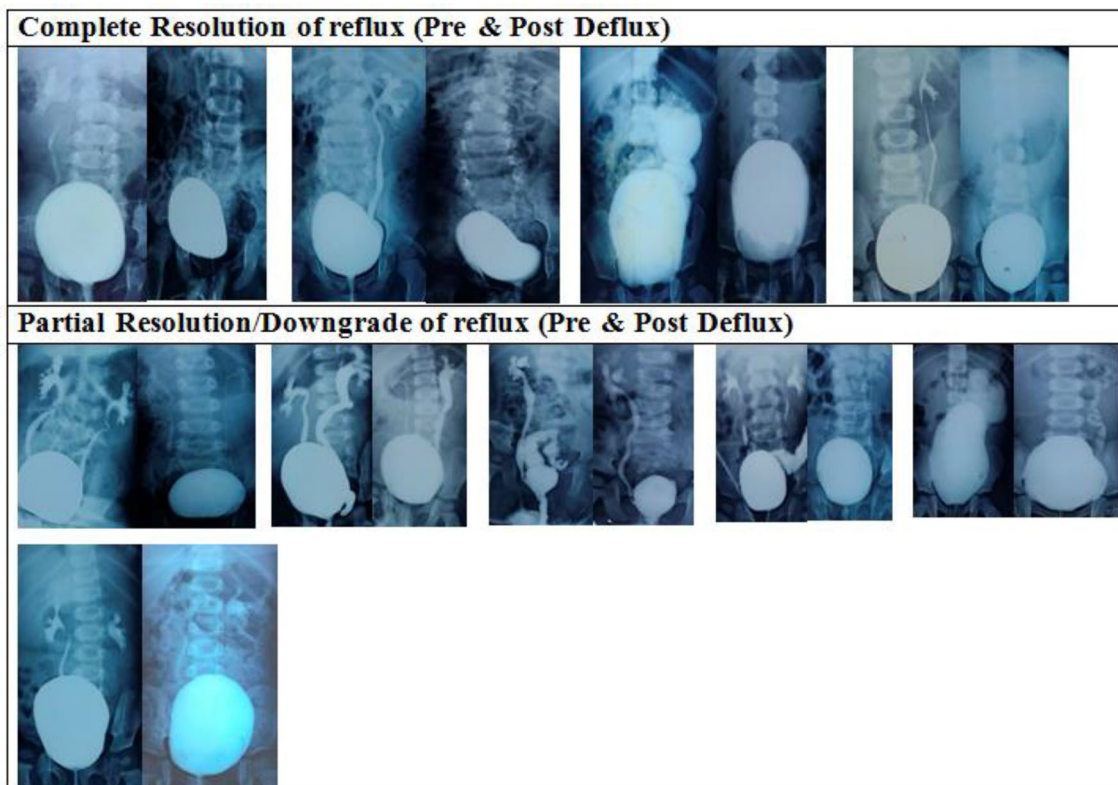 Complete Resolution of reflux (Pre & Post Deflux)
Partial Resolution/Downgrade of reflux (Pre & Post Deflux)